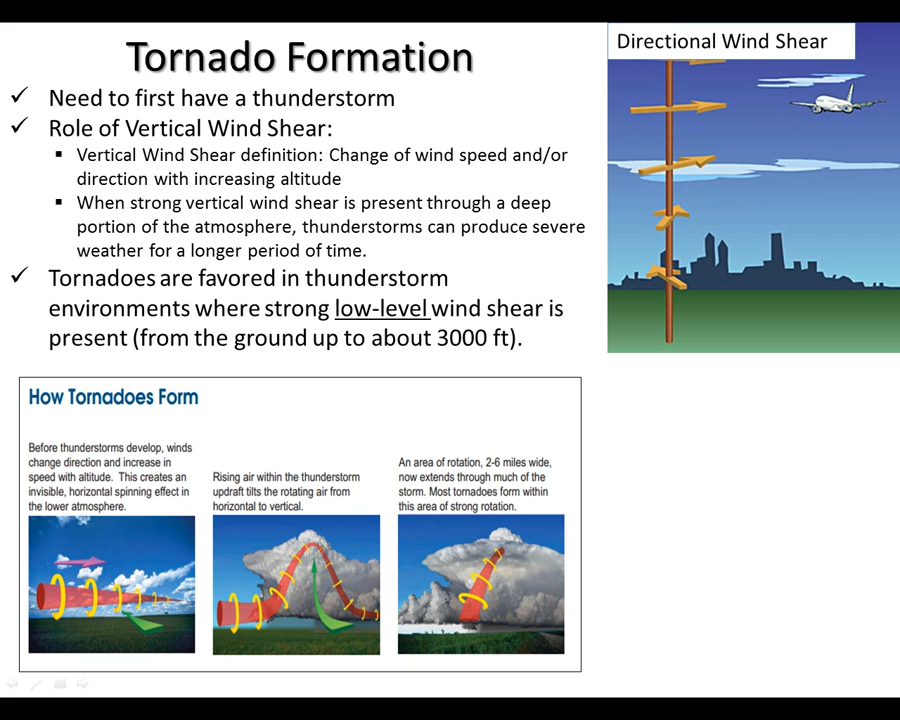 Tornado Formation
Directional Wind Shear
✓ Need to first have a thunderstorm
✓ Role of Vertical Wind Shear:
▪ Vertical Wind Shear definition: Change of wind speed and/or
direction with increasing altitude
▪ When strong vertical wind shear is present through a deep
portion of the atmosphere, thunderstorms can produce severe
weather for a longer period of time.
✓ Tornadoes are favored in thunderstorm
environments where strong low-level wind shear is
present (from the ground up to about 3000 ft).
How Tornadoes Form
Before thunderstorms develop, winds
change direction and increase in
speed with altitude. This creates an
invisible, horizontal spinning effect in
the lower atmosphere.
Rising air within the thunderstorm
updraft tilts the rotating air from
horizontal to vertical.
An area of rotation, 2-6 miles wide,
now extends through much of the
storm. Most tornadoes form within
this area of strong rotation.